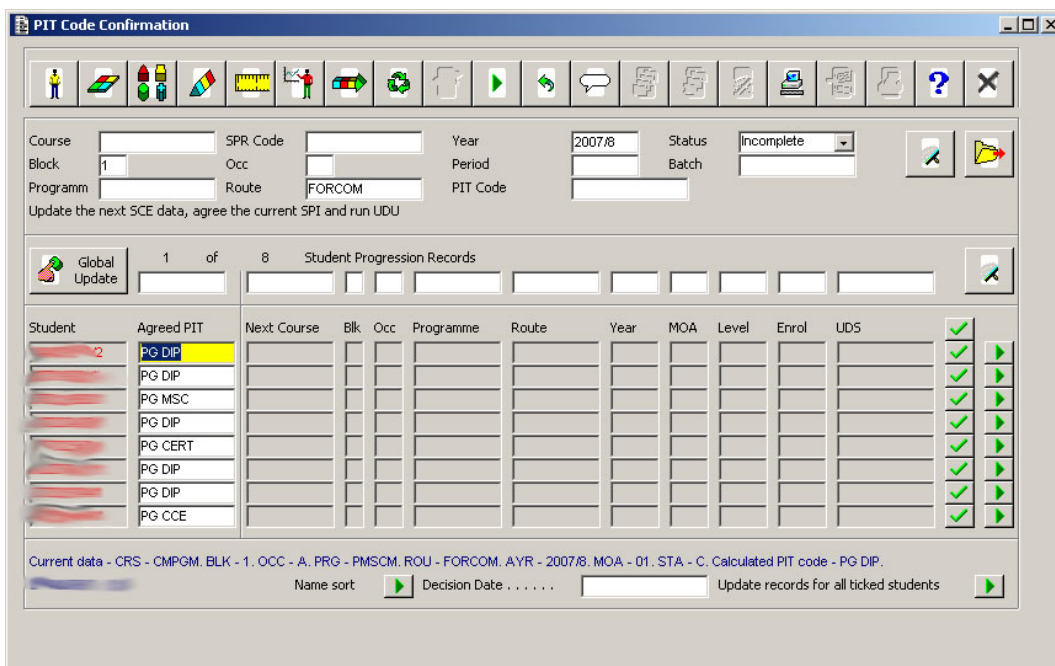 PIT Code Confirmation
Course SPR Code Year 2007/8 Status Incomplete
Block 1 Occ Period Batch
Programm Route FORCOM PIT Code
Update the next SCE data, agree the current SPI and run UDU
Global Update 1 of 8 Student Progression Records
Student Agreed PIT Next Course Blk Occ Programme Route Year MOA Level Enrol UDS
2 PG DIP
PG DIP
PG MSC
PG DIP
PG CERT
PG DIP
PG DIP
PG CCE
Current data - CRS - CMPGM. BLK - 1. OCC - A. PRG - PMSCM. ROU - FORCOM. AYR - 2007/8. MOA - 01. STA - C. Calculated PIT code - PG DIP.
Name sort Decision Date . . . . . . Update records for all ticked students